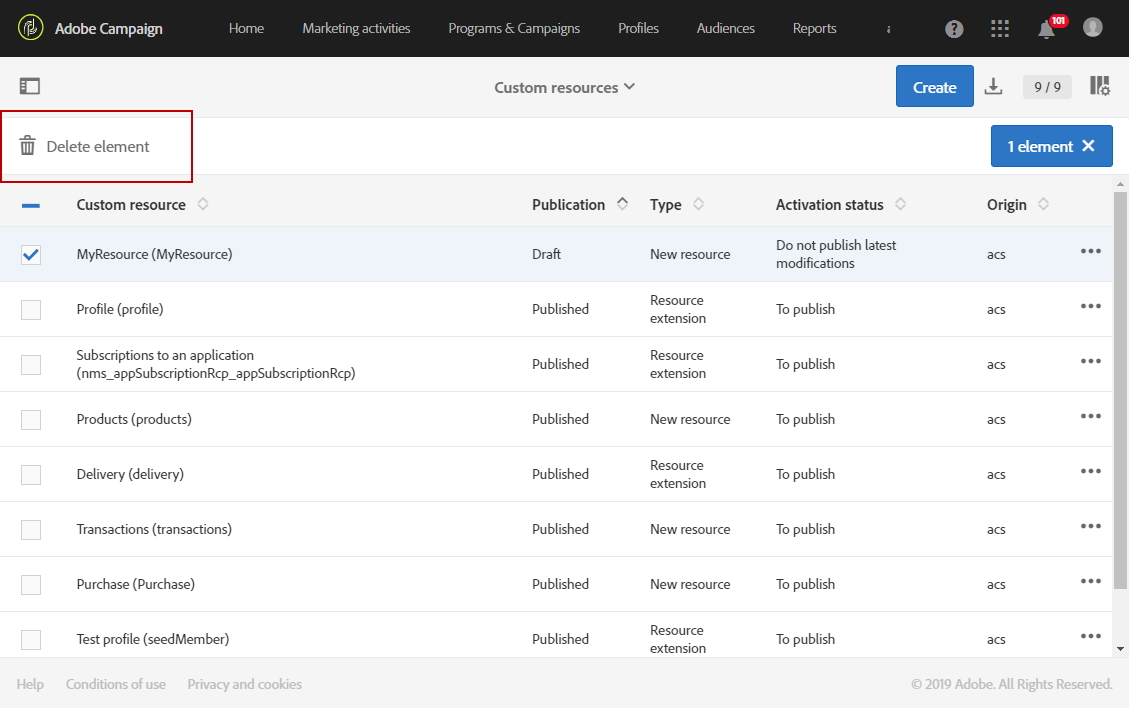 Adobe Campaign Home Marketing activities Programs & Campaigns Profiles Audiences Reports ? 101
Custom resources Create 9 / 9
Delete element 1 element
Custom resource Publication Type Activation status Origin
MyResource (MyResource) Draft New resource Do not publish latest
modifications acs
Profile (profile) Published Resource
extension To publish acs
Subscriptions to an application
(nms_appSubscriptionRcp_appSubscriptionRcp) Published Resource
extension To publish acs
Products (products) Published New resource To publish acs
Delivery (delivery) Published Resource
extension To publish acs
Transactions (transactions) Published New resource To publish acs
Purchase (Purchase) Published New resource To publish acs
Test profile (seedMember) Published Resource
extension To publish acs
Help Conditions of use Privacy and cookies © 2019 Adobe. All Rights Reserved.